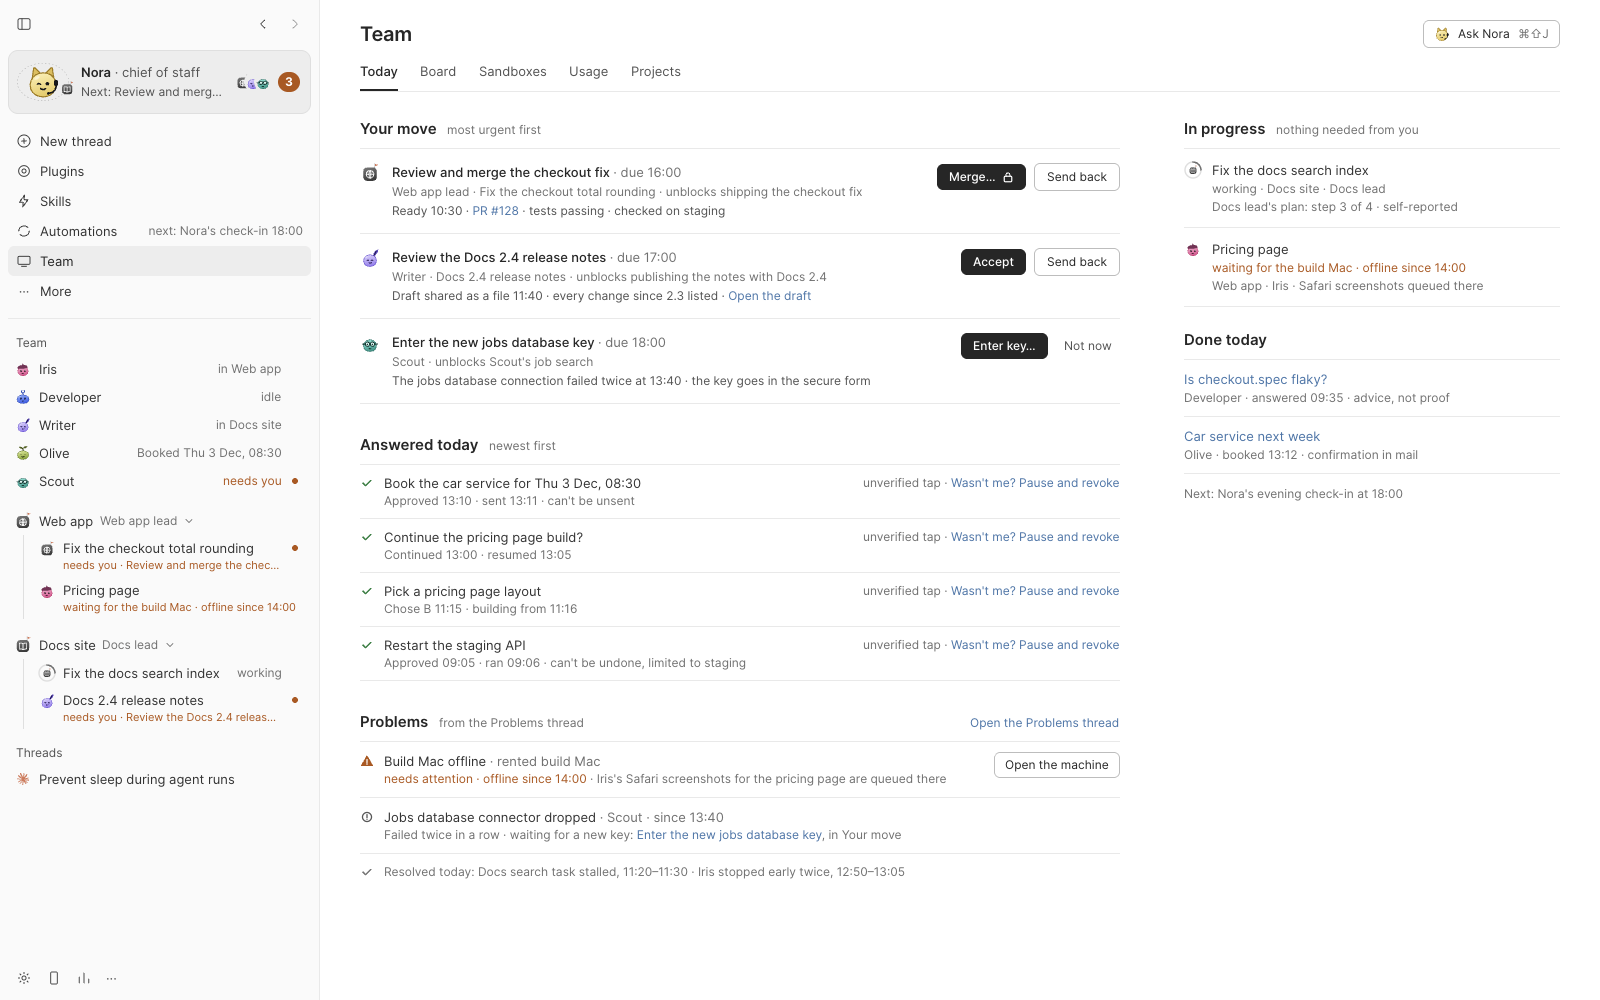 Nora · chief of staff
Next: Review and merg...
3
New thread
Plugins
Skills
Automations next: Nora's check-in 18:00
Team
More
Team
Iris in Web app
Developer idle
Writer in Docs site
Olive Booked Thu 3 Dec, 08:30
Scout needs you
Web app Web app lead
Fix the checkout total rounding
needs you · Review and merge the chec...
Pricing page
waiting for the build Mac · offline since 14:00
Docs site Docs lead
Fix the docs search index working
Docs 2.4 release notes
needs you · Review the Docs 2.4 releas...
Threads
Prevent sleep during agent runs
Team
Ask Nora ⌘⇧J
Today Board Sandboxes Usage Projects
Your move most urgent first
Review and merge the checkout fix · due 16:00
Web app lead · Fix the checkout total rounding · unblocks shipping the checkout fix
Ready 10:30 · PR #128 · tests passing · checked on staging
Merge... Send back
Review the Docs 2.4 release notes · due 17:00
Writer · Docs 2.4 release notes · unblocks publishing the notes with Docs 2.4
Draft shared as a file 11:40 · every change since 2.3 listed · Open the draft
Accept Send back
Enter the new jobs database key · due 18:00
Scout · unblocks Scout's job search
The jobs database connection failed twice at 13:40 · the key goes in the secure form
Enter key... Not now
Answered today newest first
Book the car service for Thu 3 Dec, 08:30
Approved 13:10 · sent 13:11 · can't be unsent
unverified tap · Wasn't me? Pause and revoke
Continue the pricing page build?
Continued 13:00 · resumed 13:05
unverified tap · Wasn't me? Pause and revoke
Pick a pricing page layout
Chose B 11:15 · building from 11:16
unverified tap · Wasn't me? Pause and revoke
Restart the staging API
Approved 09:05 · ran 09:06 · can't be undone, limited to staging
unverified tap · Wasn't me? Pause and revoke
Problems from the Problems thread
Open the Problems thread
Build Mac offline · rented build Mac
needs attention · offline since 14:00 · Iris's Safari screenshots for the pricing page are queued there
Open the machine
Jobs database connector dropped · Scout · since 13:40
Failed twice in a row · waiting for a new key: Enter the new jobs database key, in Your move
Resolved today: Docs search task stalled, 11:20–11:30 · Iris stopped early twice, 12:50–13:05
In progress nothing needed from you
Fix the docs search index
working · Docs site · Docs lead
Docs lead's plan: step 3 of 4 · self-reported
Pricing page
waiting for the build Mac · offline since 14:00
Web app · Iris · Safari screenshots queued there
Done today
Is checkout.spec flaky?
Developer · answered 09:35 · advice, not proof
Car service next week
Olive · booked 13:12 · confirmation in mail
Next: Nora's evening check-in at 18:00